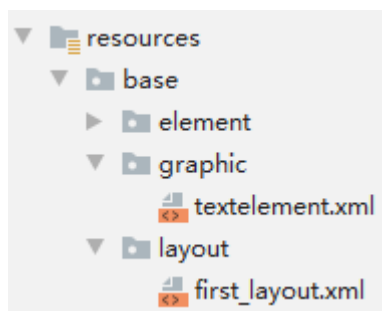 resources
base
element
graphic
textelement.xml
layout
first_layout.xml